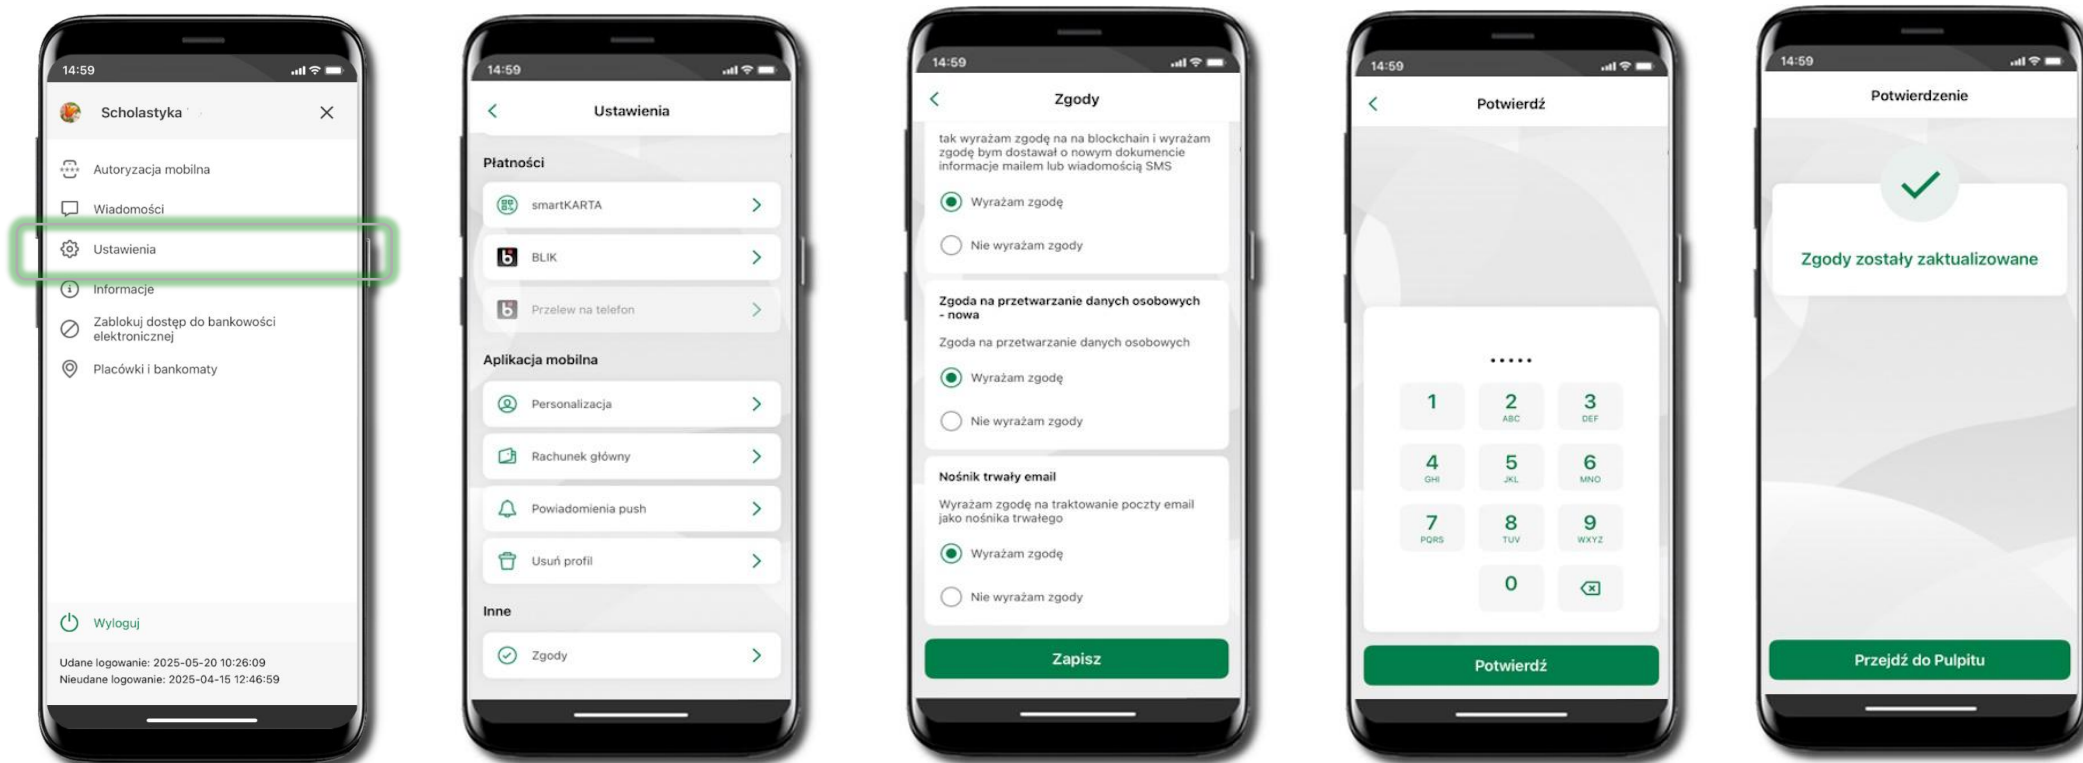 14:59
Scholastyka
Autoryzacja mobilna
Wiadomości
Ustawienia
Informacje
Zablokuj dostęp do bankowości
elektronicznej
Placówki i bankomaty
Wyloguj
Udane logowanie: 2025-05-20 10:26:09
Nieudane logowanie: 2025-04-15 12:46:59
14:59
Ustawienia
Płatności
smartKARTA
BLIK
Przelew na telefon
Aplikacja mobilna
Personalizacja
Rachunek główny
Powiadomienia push
Usuń profil
Inne
Zgody
14:59
Zgody
tak wyrażam zgodę na na blockchain i wyrażam
zgodę bym dostawał o nowym dokumencie
informacje mailem lub wiadomością SMS
Wyrażam zgodę
Nie wyrażam zgody
Zgoda na przetwarzanie danych osobowych
- nowa
Zgoda na przetwarzanie danych osobowych
Wyrażam zgodę
Nie wyrażam zgody
Nośnik trwały email
Wyrażam zgodę na traktowanie poczty email
jako nośnika trwałego
Wyrażam zgodę
Nie wyrażam zgody
Zapisz
14:59
Potwierdź
1 2 3
ABC DEF
4 5 6
GHI JKL MNO
7 8 9
PQRS TUV WXYZ
0
Potwierdź
14:59
Potwierdzenie
Zgody zostały zaktualizowane
Przejdź do Pulpitu